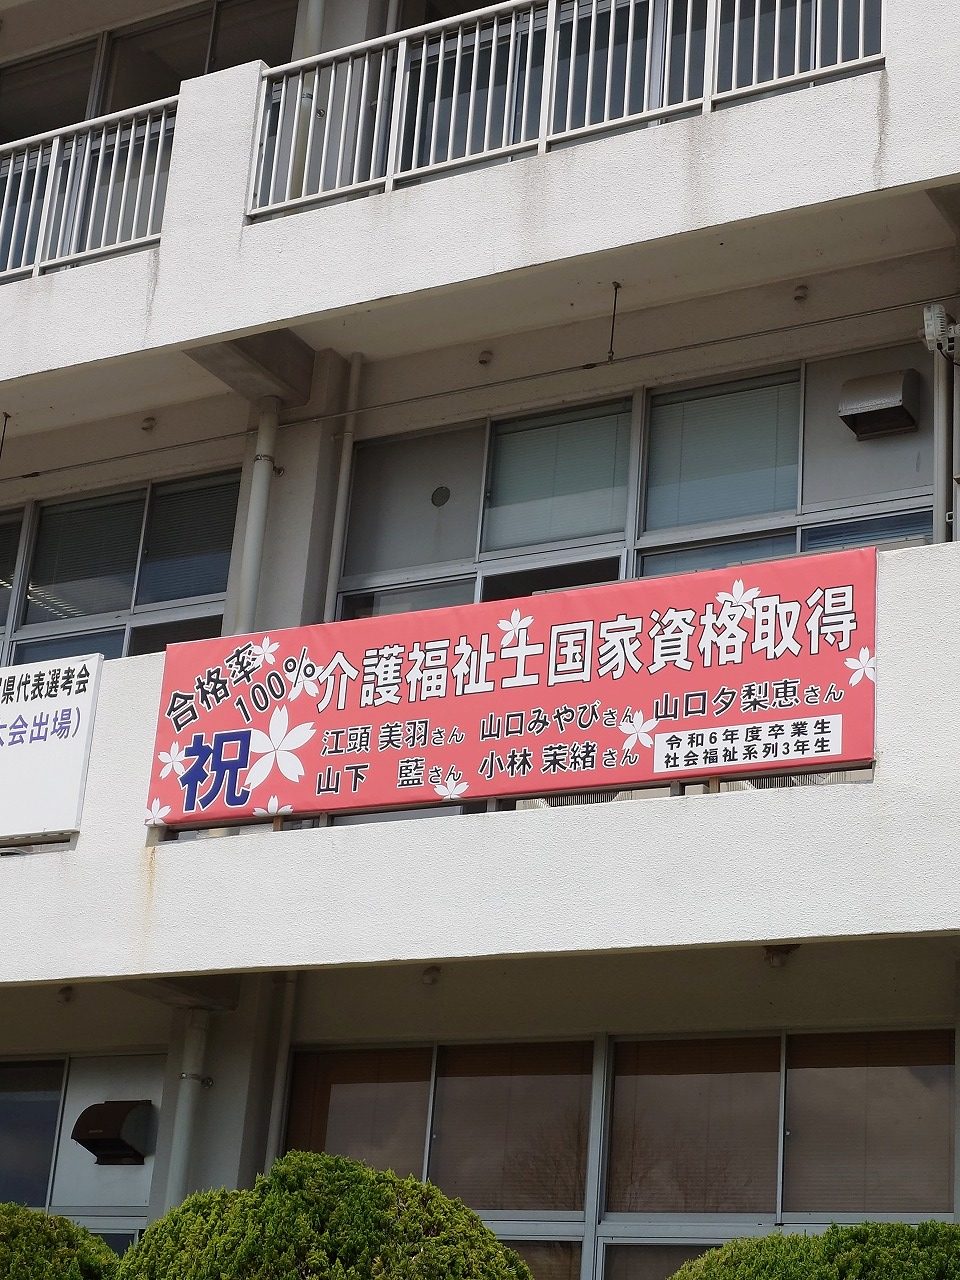 県代表選考会
大会出場)
合格率
100%
祝
介護福祉士国家資格取得
江頭 美羽さん 山口みやびさん 山口夕梨恵さん
山下 藍さん 小林 茉緒さん
令和6年度卒業生
社会福祉系列3年生